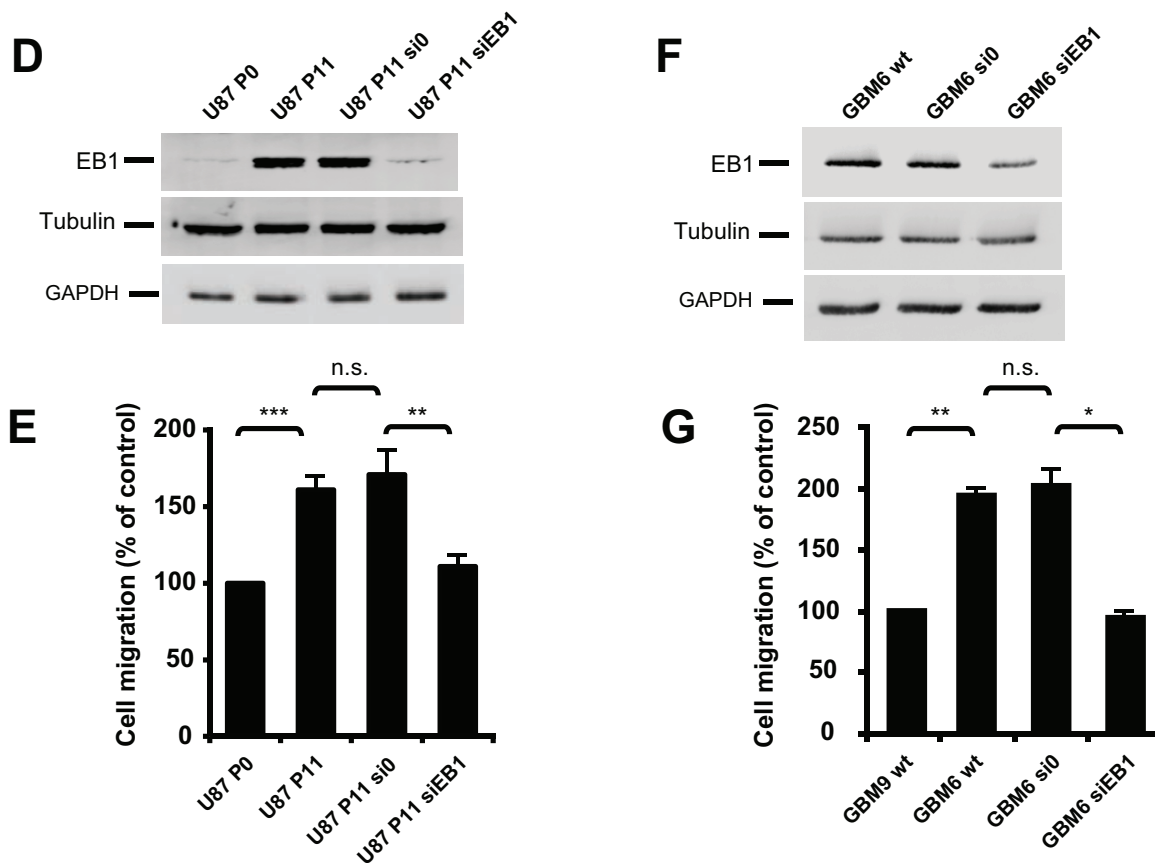 D
U87 P0
U87 P11
U87 P11 si0
U87 P11 siEB1
EB1
Tubulin
GAPDH
F
GBM6 wt
GBM6 si0
GBM6 siEB1
EB1
Tubulin
GAPDH
E
Cell migration (% of control)
n.s.
***
**
200
150
100
50
0
U87 P0
U87 P11
U87 P11 si0
U87 P11 siEB1
G
Cell migration (% of control)
n.s.
**
*
250
200
150
100
50
0
GBM9 wt
GBM6 wt
GBM6 si0
GBM6 siEB1